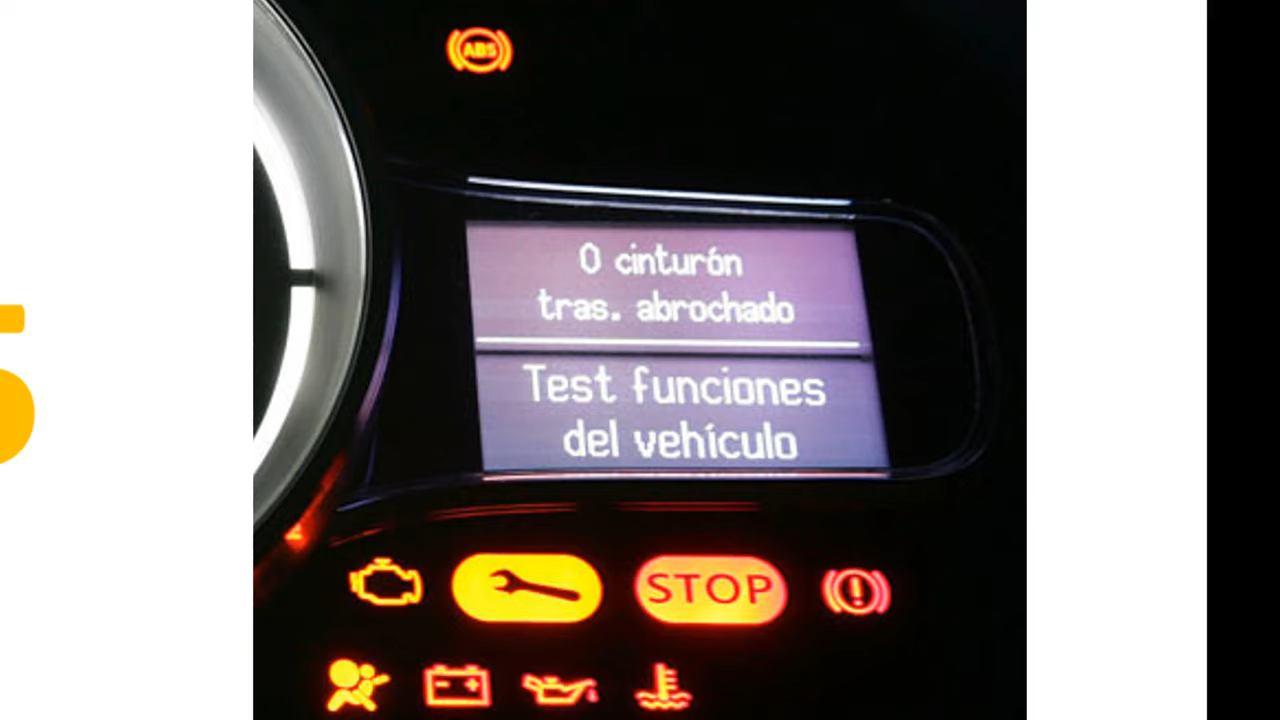 ABS
0 cinturón
tras. abrochado
Test funciones
del vehículo
STOP